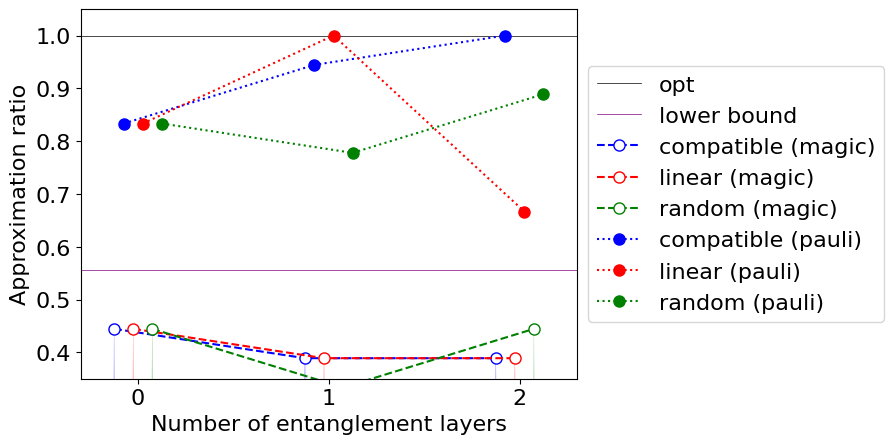 1.0
0.9
0.8
0.7
0.6
0.5
0.4
Approximation ratio
0
1
2
Number of entanglement layers
opt
lower bound
compatible (magic)
linear (magic)
random (magic)
compatible (pauli)
linear (pauli)
random (pauli)